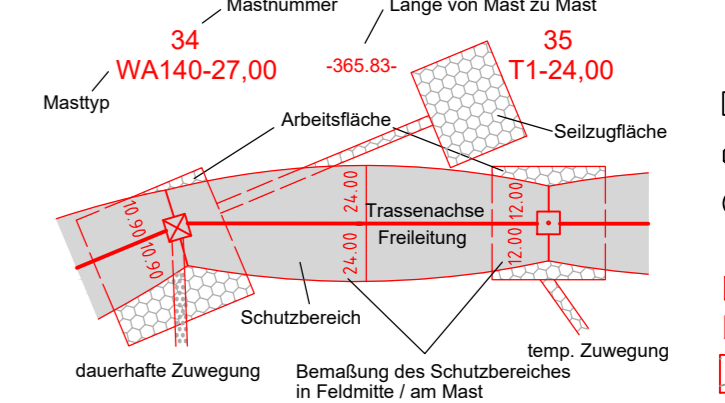 Mastnummer
Länge von Mast zu Mast
34
35
WA140-27,00
-365.83-
T1-24,00
Masttyp
Arbeitsfläche
Seilzugfläche
10.90
10.90
24.00
24.00
Trassenachse
Freileitung
12.00
12.00
Schutzbereich
dauerhafte Zuwegung
Bemaßung des Schutzbereiches
in Feldmitte / am Mast
temp. Zuwegung